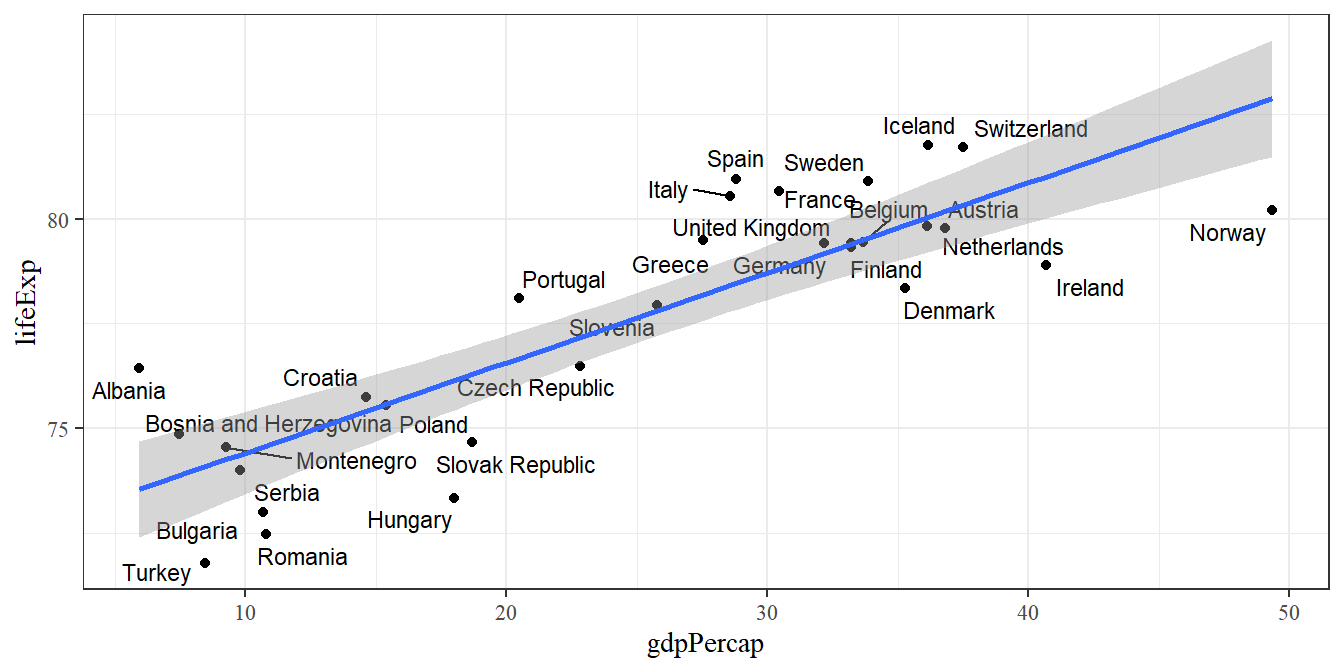 Iceland
Switzerland
Spain
Sweden
Italy
France
Belgium
Austria
80
United Kingdom
Norway
Netherlands
Greece
Germany
Finland
Portugal
Ireland
Denmark
lifeExp
Slovenia
Croatia
Czech Republic
Albania
Bosnia and Herzegovina
Poland
75
Montenegro
Slovak Republic
Serbia
Hungary
Bulgaria
Romania
Turkey
10
20
30
40
50
gdpPercap